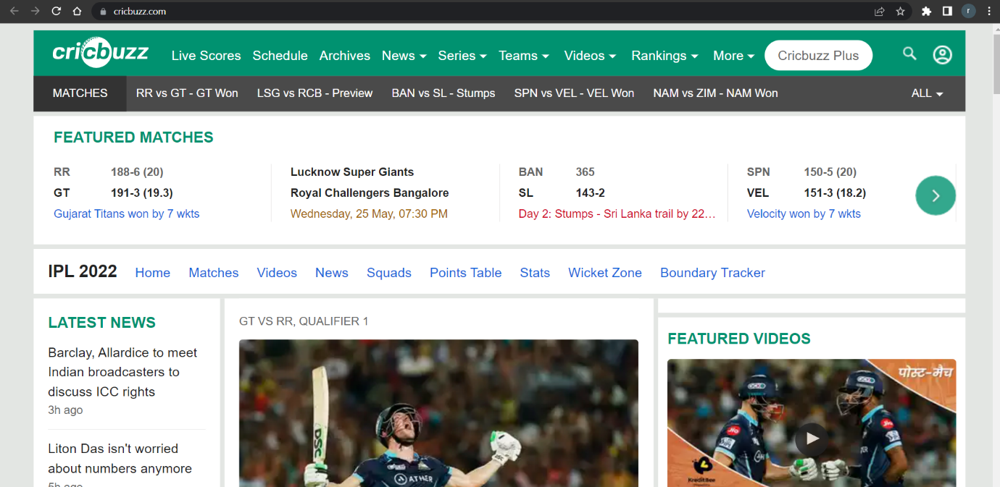 cricbuzz.com
cricbuzz Live Scores Schedule Archives News Series Teams Videos Rankings More Cricbuzz Plus
MATCHES RR vs GT - GT Won LSG vs RCB - Preview BAN vs SL - Stumps SPN vs VEL - VEL Won NAM vs ZIM - NAM Won ALL
FEATURED MATCHES
RR 188-6 (20)
GT 191-3 (19.3)
Gujarat Titans won by 7 wkts
Lucknow Super Giants
Royal Challengers Bangalore
Wednesday, 25 May, 07:30 PM
BAN 365
SL 143-2
Day 2: Stumps - Sri Lanka trail by 22...
SPN 150-5 (20)
VEL 151-3 (18.2)
Velocity won by 7 wkts
IPL 2022 Home Matches Videos News Squads Points Table Stats Wicket Zone Boundary Tracker
LATEST NEWS
Barclay, Allardice to meet
Indian broadcasters to
discuss ICC rights
3h ago
Liton Das isn't worried
about numbers anymore
5h ago
GT VS RR, QUALIFIER 1
DSC
DSC
ATHER
FEATURED VIDEOS
पोस्ट-मैच
Jio
KreditBee